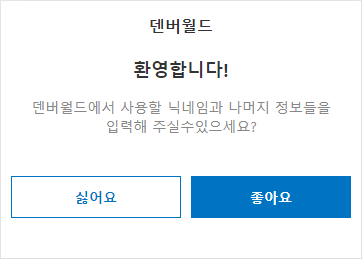 덴버월드
환영합니다!
덴버월드에서 사용할 닉네임과 나머지 정보들을
입력해 주실수있으세요?
싫어요
좋아요